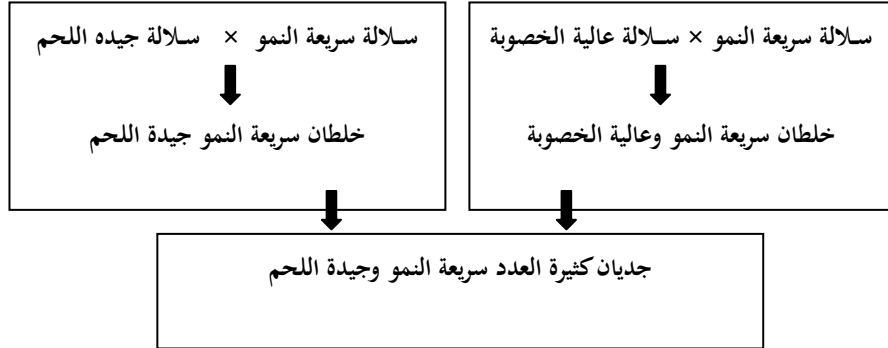 سلالة سريعة النمو × سلالة عالية الخصوبة
خلطان سريعة النمو وعالية الخصوبة
سلالة سريعة النمو × سلالة جيده اللحم
خلطان سريعة النمو جيدة اللحم
جديان كثيرة العدد سريعة النمو وجيدة اللحم